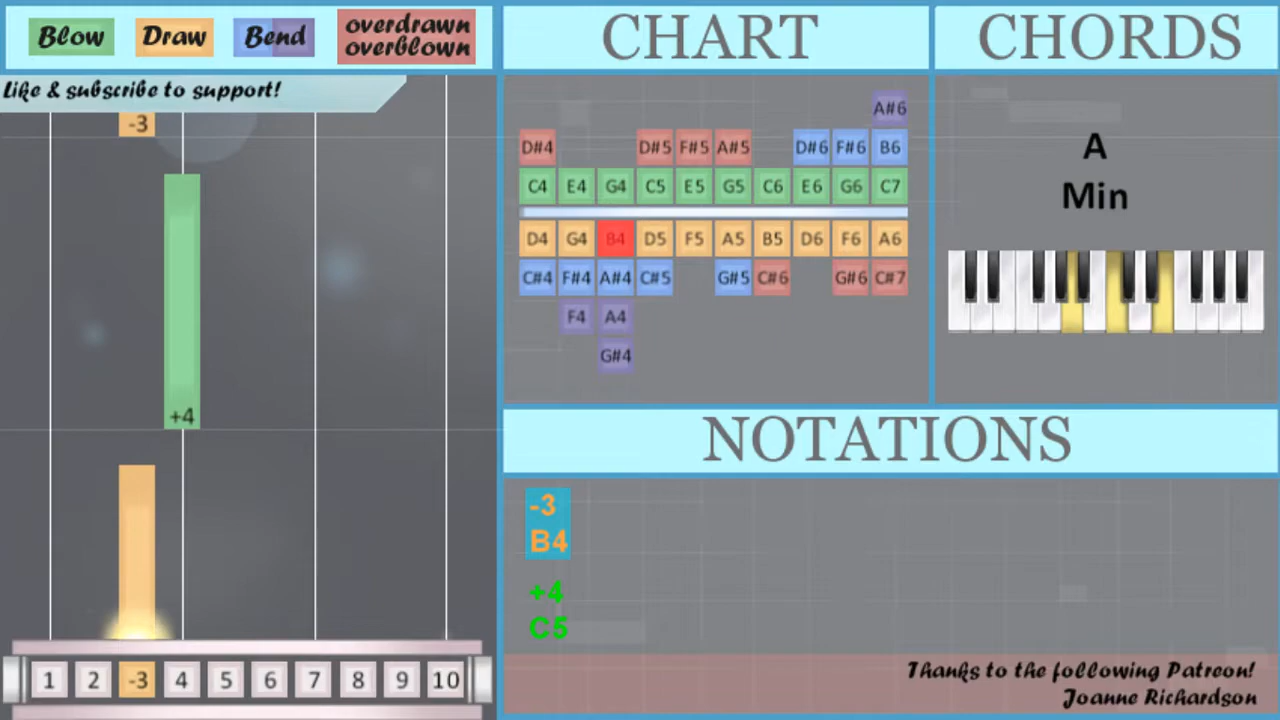 Blow
Draw
Bend
overdrawn
overblown
CHART
CHORDS
Like & subscribe to support!
-3
+4
1 2 -3 4 5 6 7 8 9 10
A#6
D#4 D#5 F#5 A#5 D#6 F#6 B6
C4 E4 G4 C5 E5 G5 C6 E6 G6 C7
D4 G4 B4 D5 F5 A5 B5 D6 F6 A6
C#4 F#4 A#4 C#5 G#5 C#6 G#6 C#7
F4 A4
G#4
A
Min
NOTATIONS
-3
B4
+4
C5
Thanks to the following Patreon!
Joanne Richardson